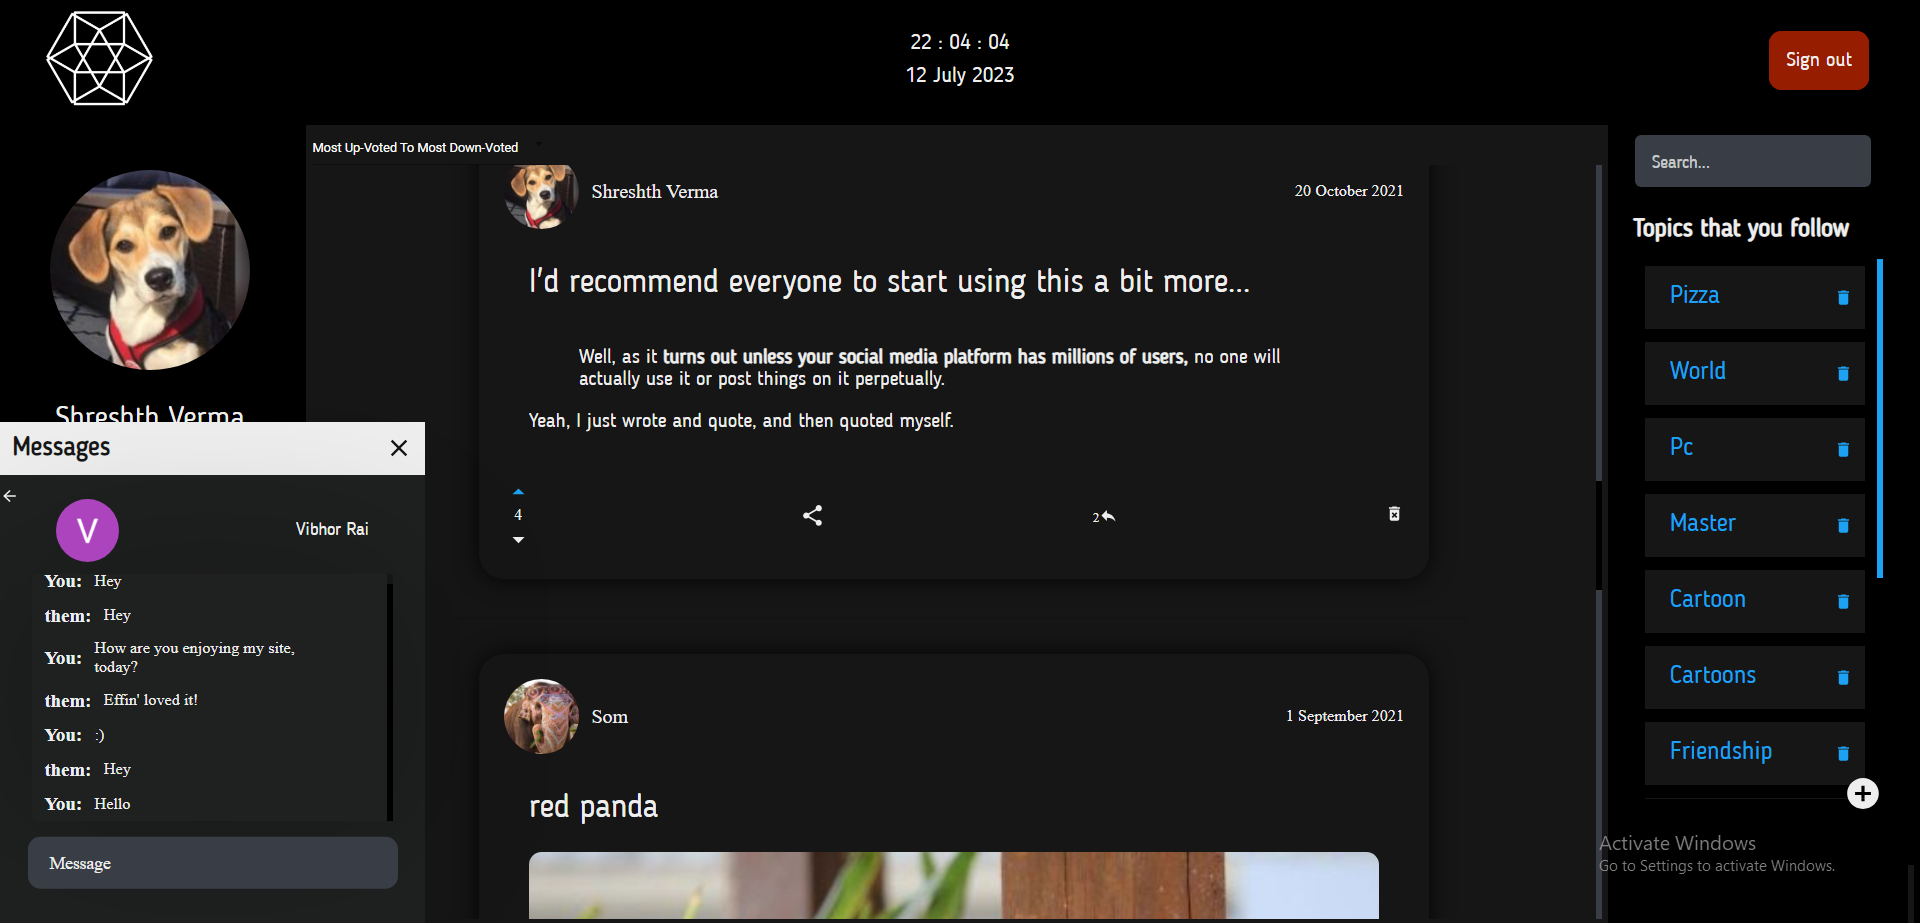 22 : 04 : 04
12 July 2023
Sign out
Most Up-Voted To Most Down-Voted
Search...
Shreshth Verma
20 October 2021
Topics that you follow
I'd recommend everyone to start using this a bit more...
Pizza
Well, as it turns out unless your social media platform has millions of users, no one will
actually use it or post things on it perpetually.
World
Shreshth Verma
Yeah, I just wrote and quote, and then quoted myself.
Messages
Pc
V
Vibhor Rai
4
2
Master
You: Hey
them: Hey
You: How are you enjoying my site,
today?
them: Effin' loved it!
You: :)
them: Hey
You: Hello
Message
Cartoon
Cartoons
Friendship
Som
1 September 2021
red panda
Activate Windows
Go to Settings to activate Windows.